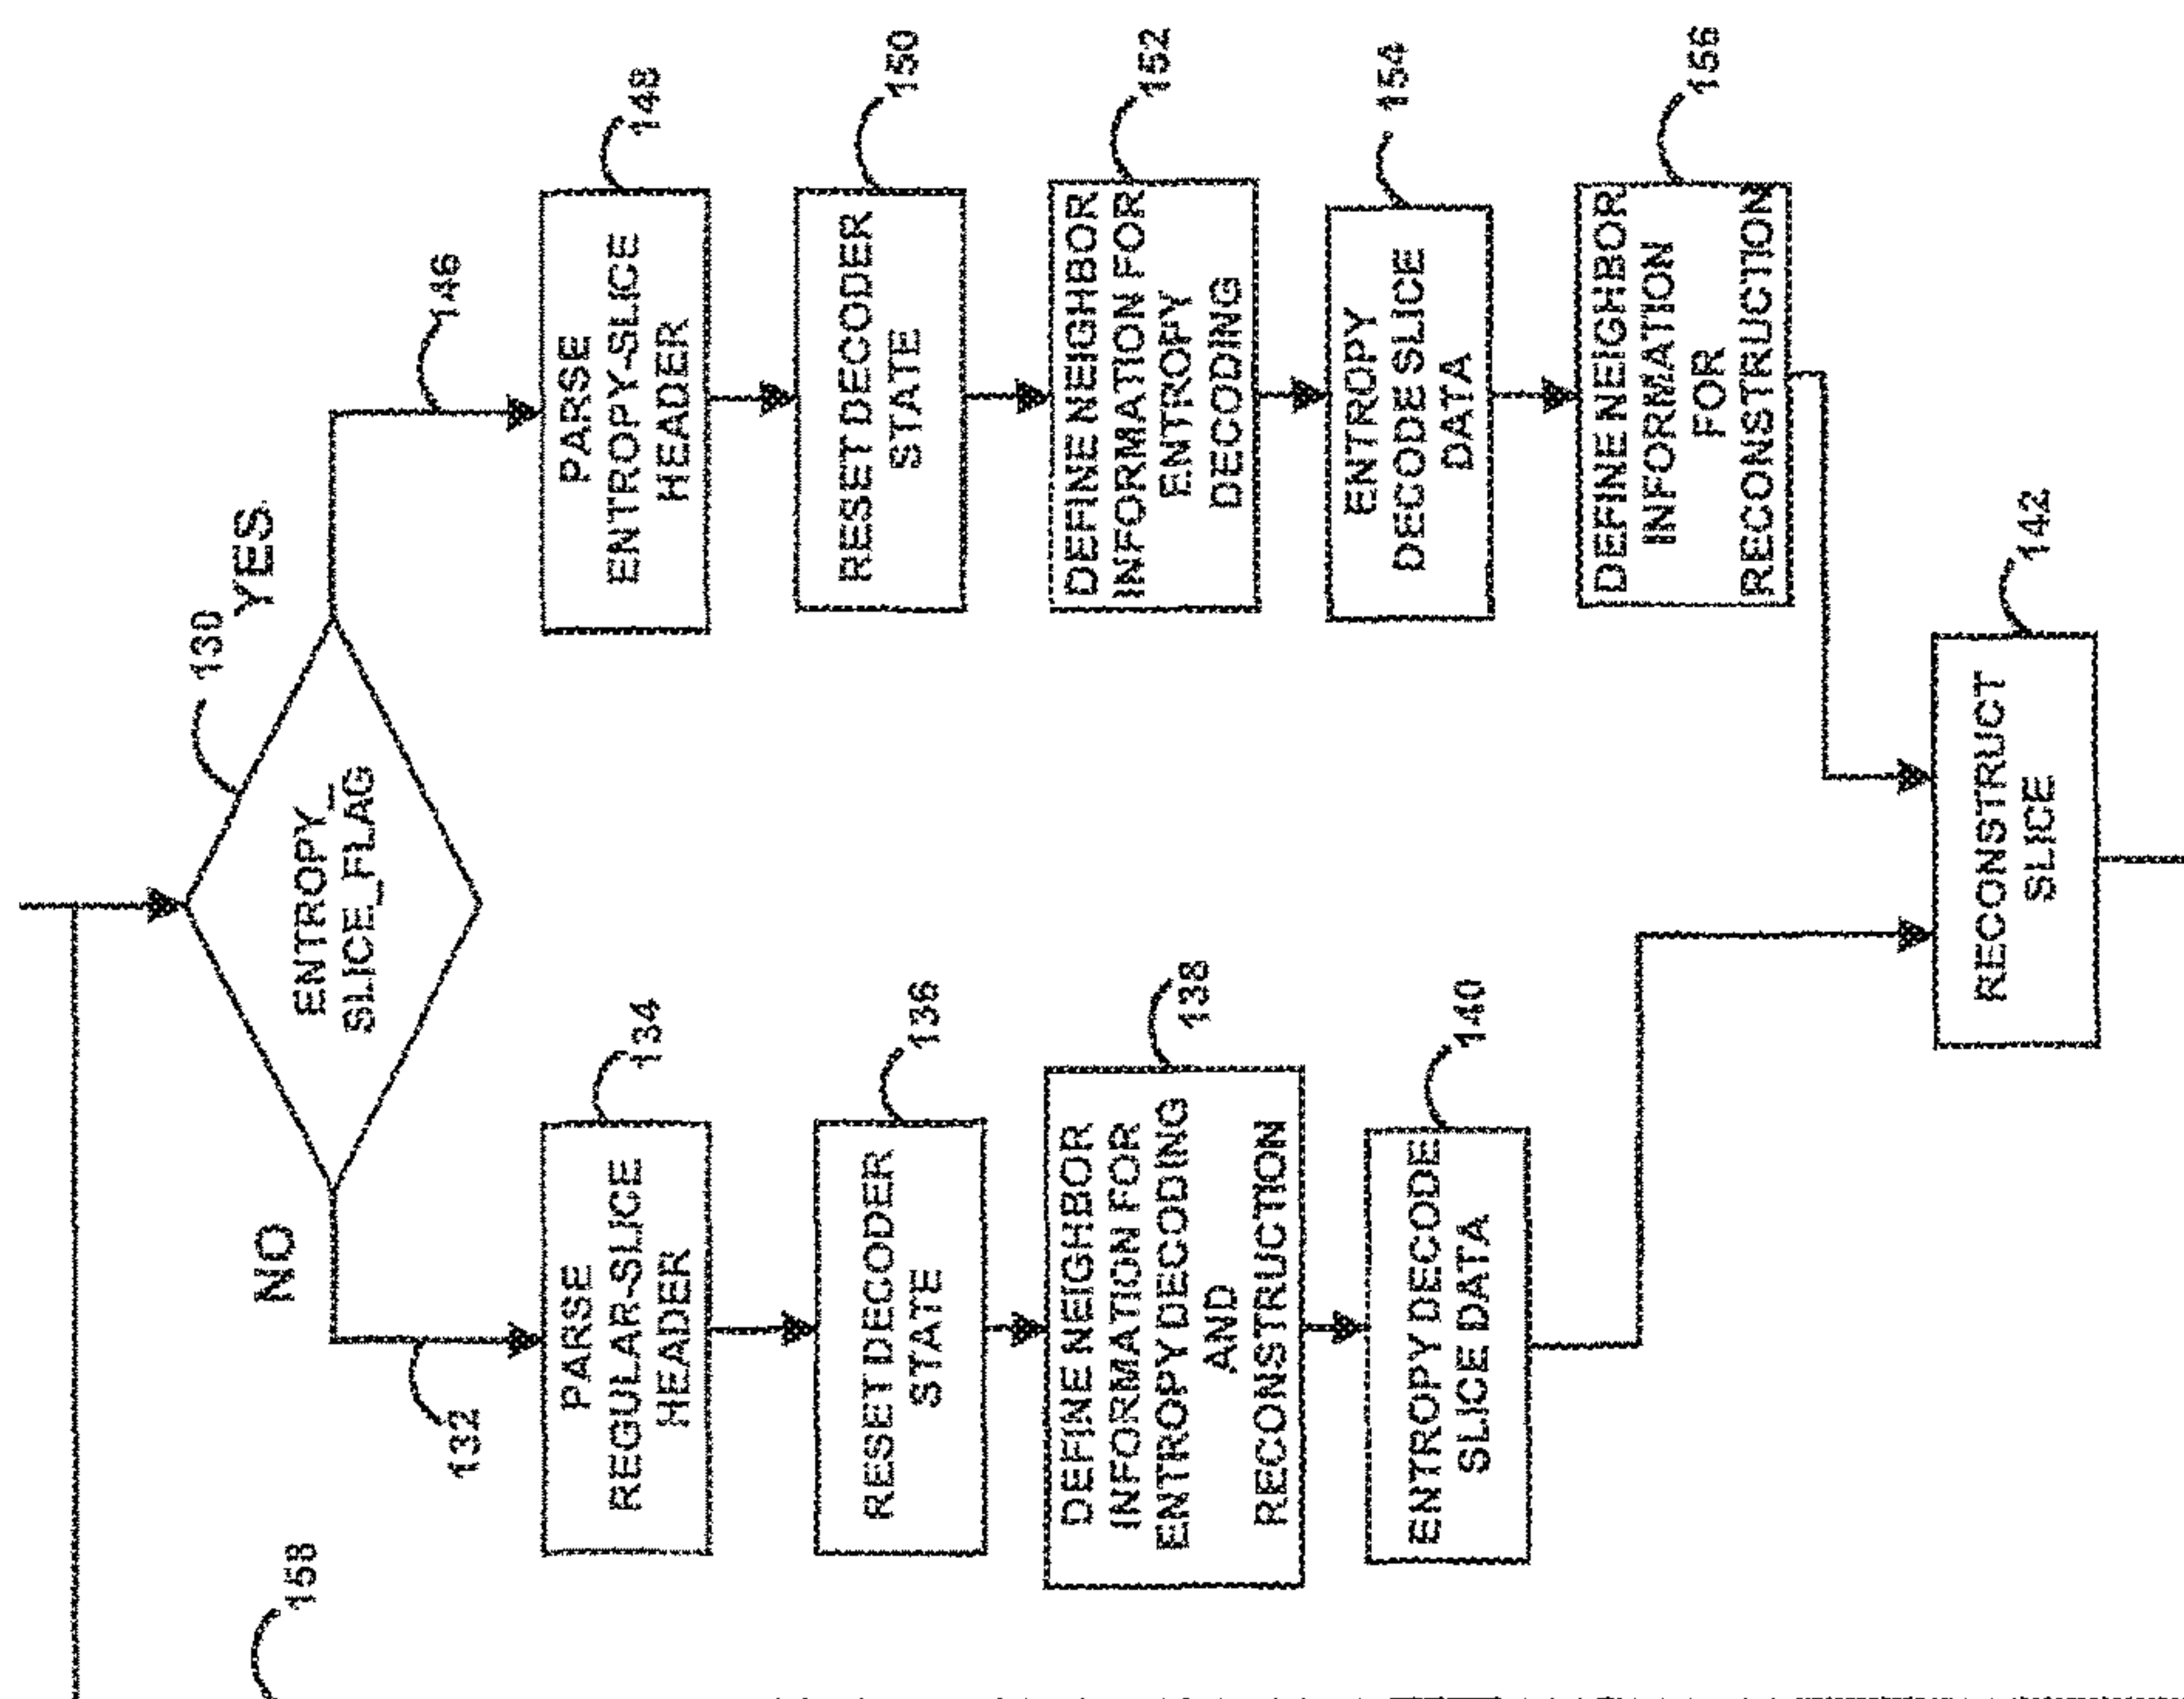 130
ENTROPY_
SLICE_FLAG
YES
NO
146
132
148
PARSE
ENTROPY-SLICE
HEADER
134
PARSE
REGULAR-SLICE
HEADER
150
RESET DECODER
STATE
136
RESET DECODER
STATE
152
DEFINE NEIGHBOR
INFORMATION FOR
ENTROPY
DECODING
138
DEFINE NEIGHBOR
INFORMATION FOR
ENTROPY DECODING
AND
RECONSTRUCTION
154
ENTROPY
DECODE SLICE
DATA
140
ENTROPY DECODE
SLICE DATA
156
DEFINE NEIGHBOR
INFORMATION
FOR
RECONSTRUCTION
142
RECONSTRUCT
SLICE
158